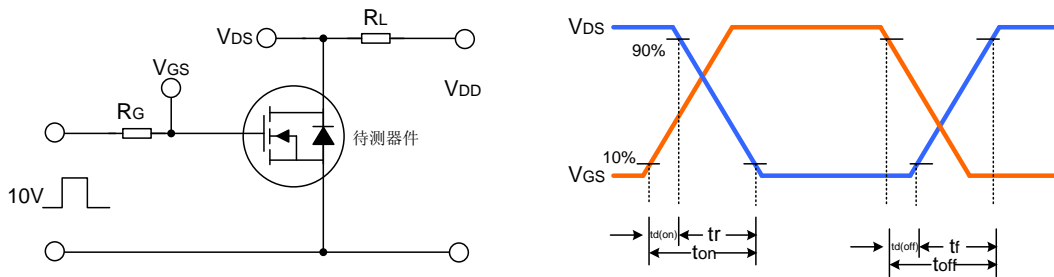 RL
VDS
VGS
VDD
RG
待测器件
10V
VDS
90%
10%
VGS
td(on)
tr
ton
td(off)
tf
toff